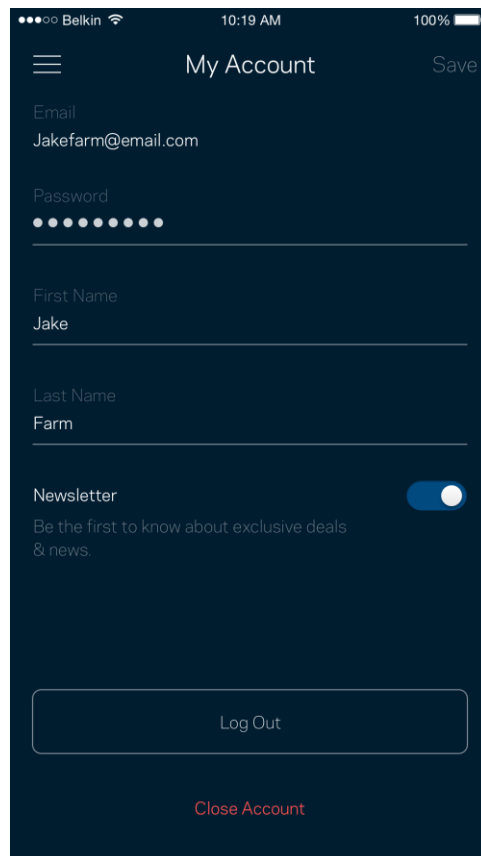 Belkin 10:19 AM 100%
My Account Save
Email
Jakefarm@email.com
Password
●●●●●●●●●
First Name
Jake
Last Name
Farm
Newsletter
Be the first to know about exclusive deals
& news.
Log Out
Close Account